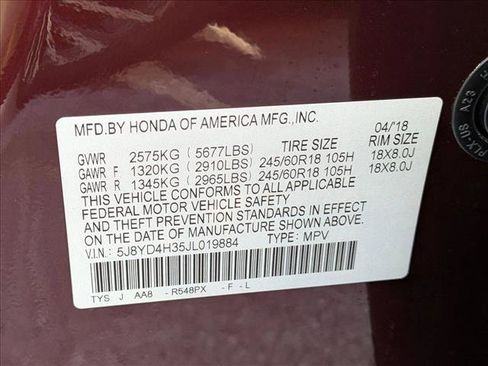 MFD.BY HONDA OF AMERICA MFG.,INC. 04/'18
TIRE SIZE RIM SIZE
GVWR 2575KG (5677LBS)
GAWR F 1320KG (2910LBS) 245/60R18 105H 18X8.0J
GAWR R 1345KG (2965LBS) 245/60R18 105H 18X8.0J
THIS VEHICLE CONFORMS TO ALL APPLICABLE
FEDERAL MOTOR VEHICLE SAFETY
AND THEFT PREVENTION STANDARDS IN EFFECT
ON THE DATE OF MANUFACTURE SHOWN ABOVE.
V.I.N.: 5J8YD4H35JL019884 TYPE: MPV
TYS J AA8 - R548PX - F - L
A23